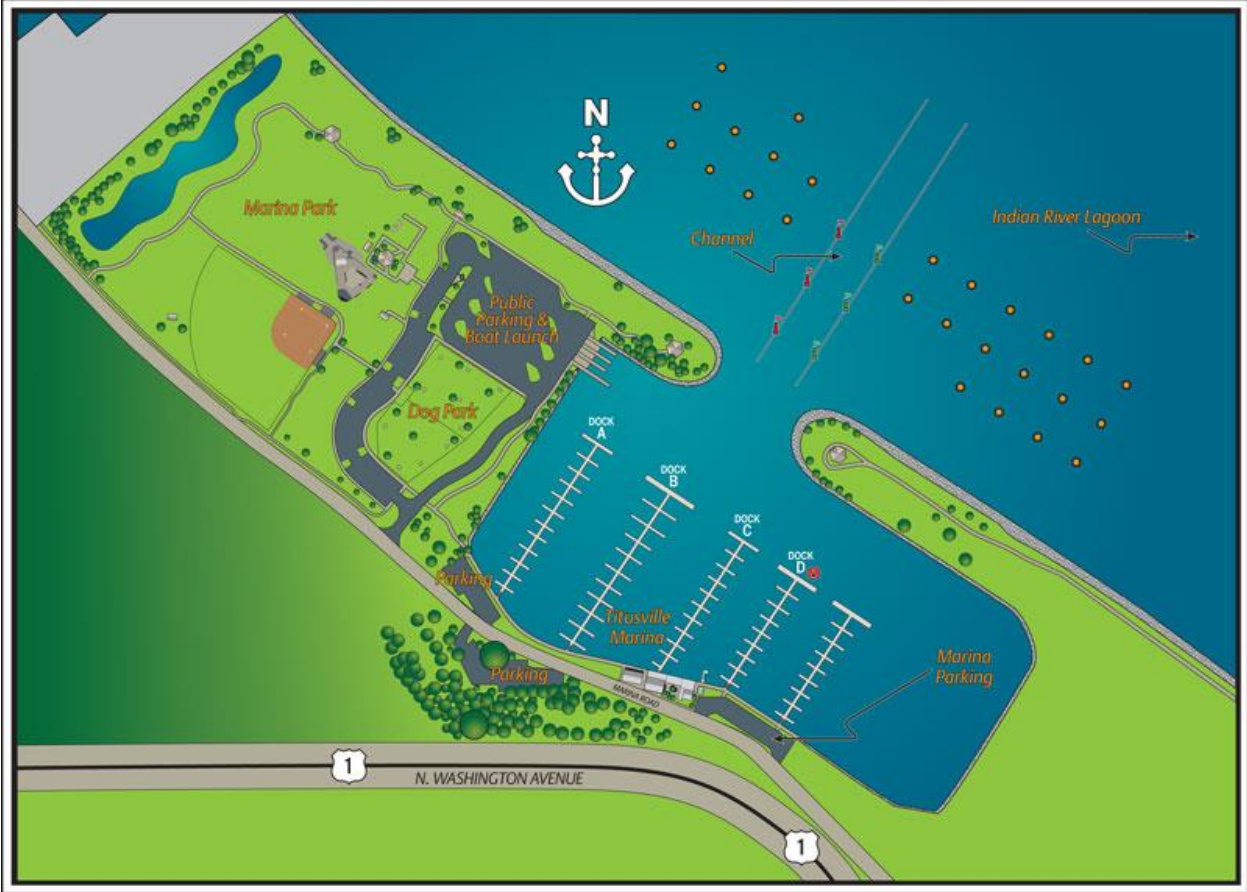 N
Marina Park
Channel
Indian River Lagoon
Public
Parking &
Boat Launch
Dog Park
DOCK
A
DOCK
B
DOCK
C
DOCK
D
Parking
Titusville
Marina
Parking
Marina
Parking
MARINA ROAD
1
N. WASHINGTON AVENUE
1